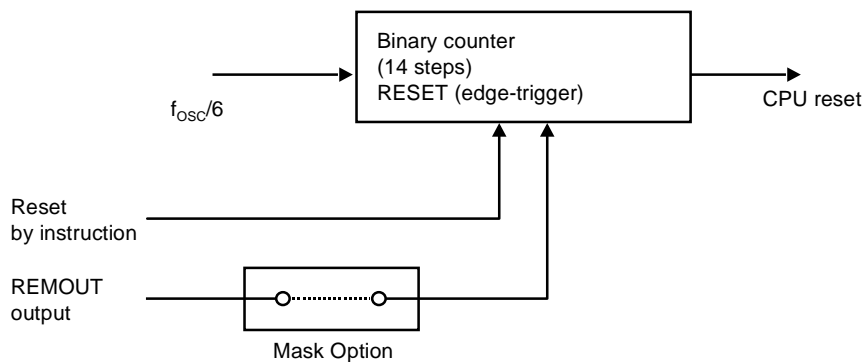 Binary counter
(14 steps)
RESET (edge-trigger)
fOSC/6
CPU reset
Reset
by instruction
REMOUT
output
Mask Option